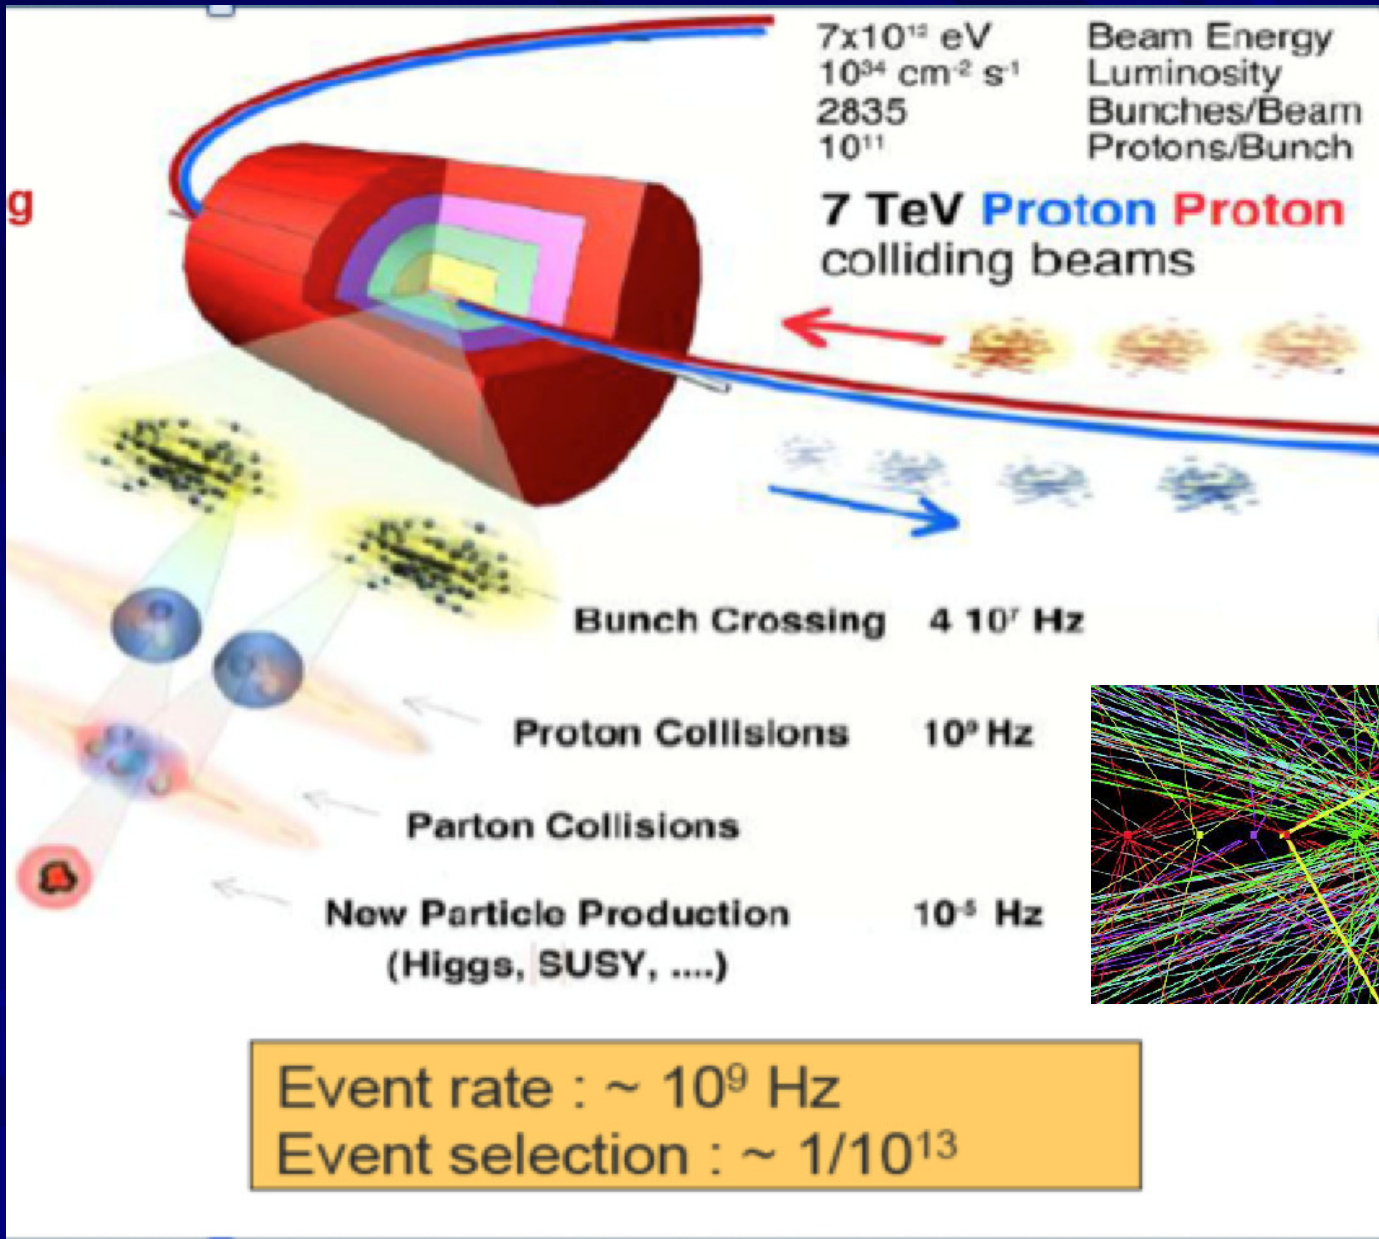 7x10¹² eV Beam Energy
10³⁴ cm⁻² s⁻¹ Luminosity
2835 Bunches/Beam
10¹¹ Protons/Bunch
g
7 TeV Proton Proton
colliding beams
Bunch Crossing 4 10⁷ Hz
Proton Collisions 10⁹ Hz
Parton Collisions
New Particle Production 10⁻⁵ Hz
(Higgs, SUSY, ....)
Event rate : ~ 10⁹ Hz
Event selection : ~ 1/10¹³